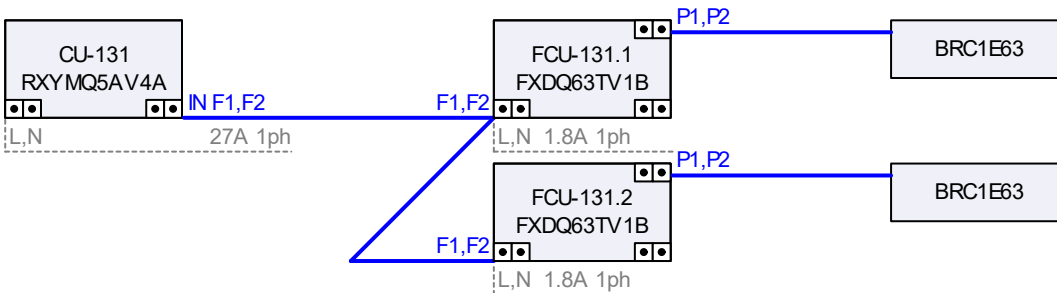 P1,P2
CU-131
RXYMQ5AV4A
FCU-131.1
FXDQ63TV1B
BRC1E63
IN F1,F2
F1,F2
L,N
27A 1ph
L,N 1.8A 1ph
P1,P2
FCU-131.2
FXDQ63TV1B
BRC1E63
F1,F2
L,N 1.8A 1ph